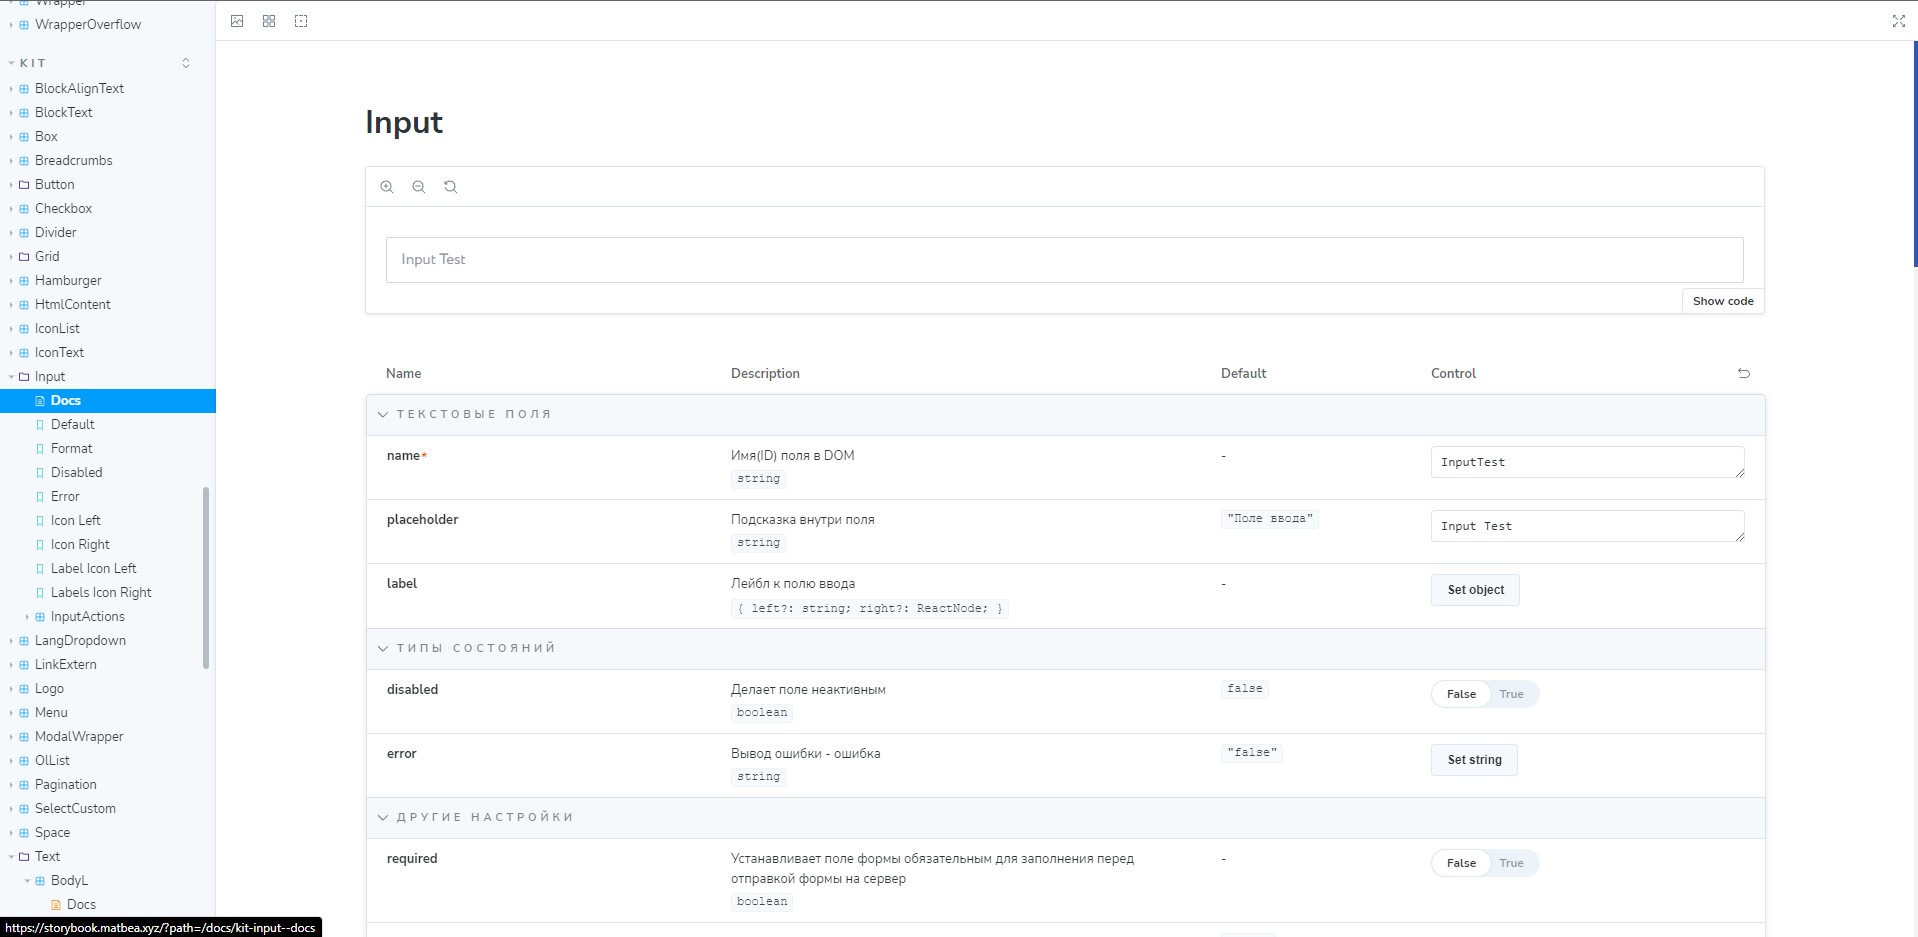 Wrapper
WrapperOverflow
KIT
BlockAlignText
BlockText
Box
Breadcrumbs
Button
Checkbox
Divider
Grid
Hamburger
HtmlContent
IconList
IconText
Input
Docs
Default
Format
Disabled
Error
Icon Left
Icon Right
Label Icon Left
Labels Icon Right
InputActions
LangDropdown
LinkExtern
Logo
Menu
ModalWrapper
OlList
Pagination
SelectCustom
Space
Text
BodyL
Docs
https://storybook.matbea.xyz/?path=/docs/kit-input--docs
Input
Input Test
Show code
Name Description Default Control
ТЕКСТОВЫЕ ПОЛЯ
name* Имя(ID) поля в DOM - InputTest
string
placeholder Подсказка внутри поля "Поле ввода" Input Test
string
label Лейбл к полю ввода - Set object
{ left?: string; right?: ReactNode; }
ТИПЫ СОСТОЯНИЙ
disabled Делает поле неактивным false False True
boolean
error Вывод ошибки - ошибка "false" Set string
string
ДРУГИЕ НАСТРОЙКИ
required Устанавливает поле формы обязательным для заполнения перед - False True
отправкой формы на сервер
boolean